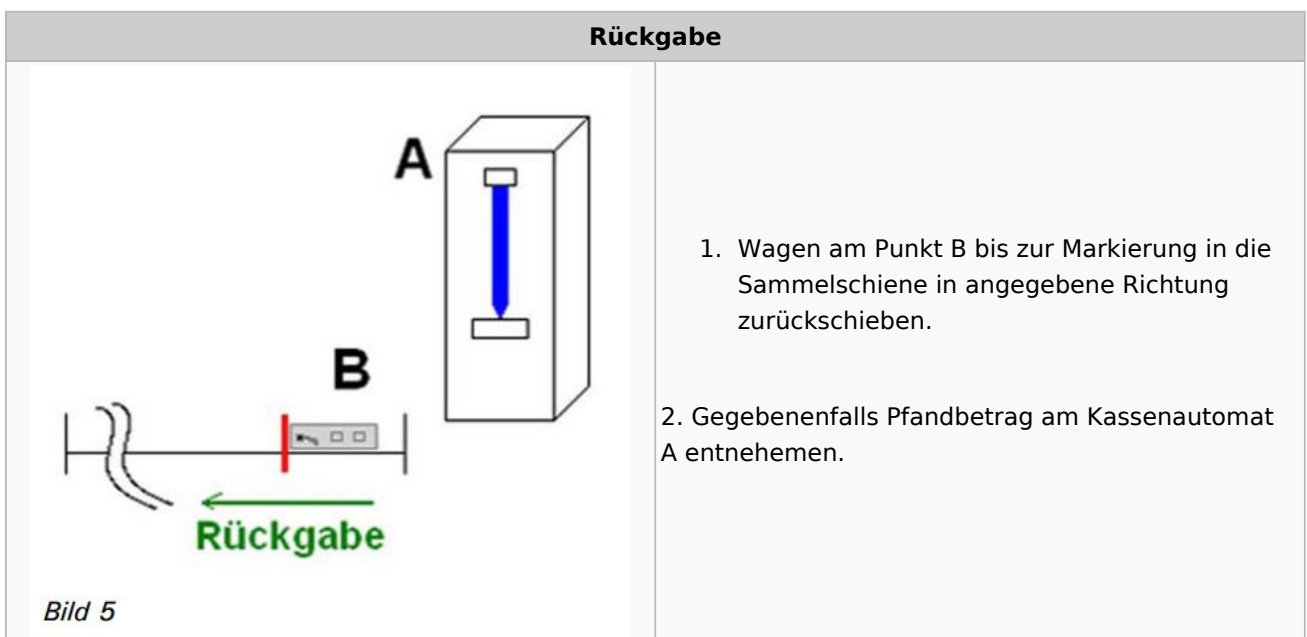 Rückgabe
A
B
Rückgabe
Bild 5
1. Wagen am Punkt B bis zur Markierung in die
Sammelschiene in angegebene Richtung
zurückschieben.
2. Gegebenenfalls Pfandbetrag am Kassenautomat
A entnehemen.